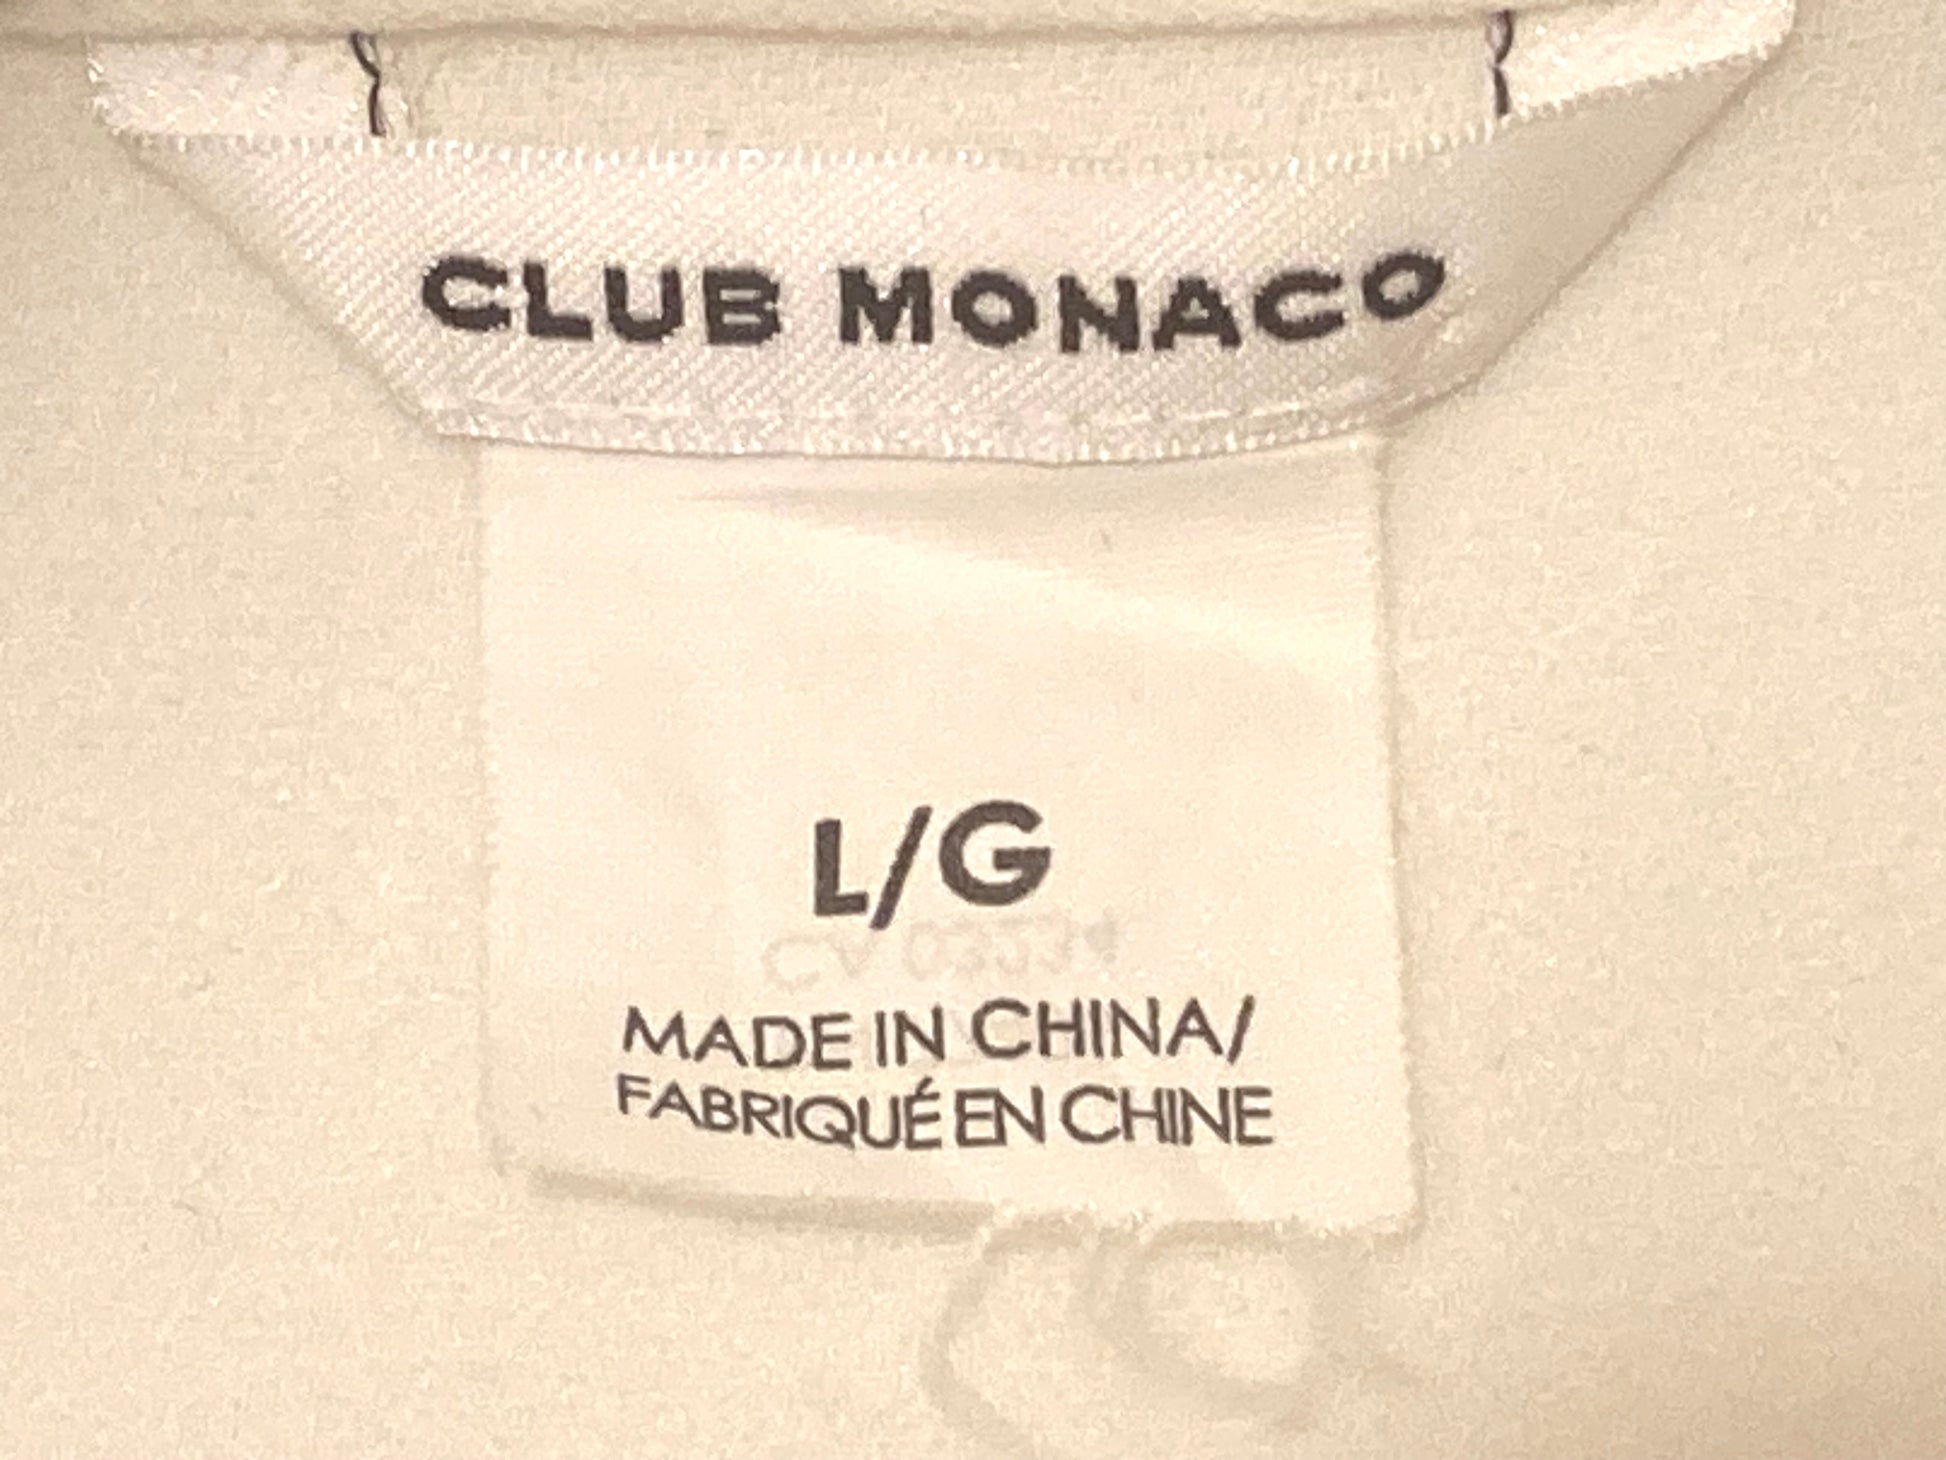 CLUB MONACO
L/G
MADE IN CHINA/
FABRIQUÉ EN CHINE